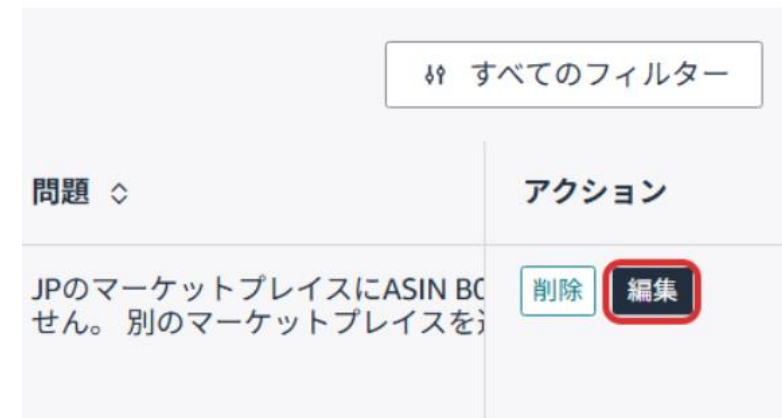 すべてのフィルター
問題
アクション
JPのマーケットプレイスにASIN B0
せん。 別のマーケットプレイスを
削除
編集